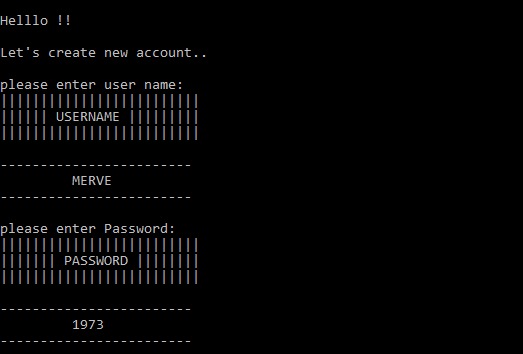 Helllo !!
Let's create new account..
please enter user name:
|||||||||||||||||||||||||
|||||| USERNAME |||||||||
|||||||||||||||||||||||||
------------------------
MERVE
------------------------
please enter Password:
|||||||||||||||||||||||||
||||||| PASSWORD ||||||||
|||||||||||||||||||||||||
------------------------
1973
------------------------